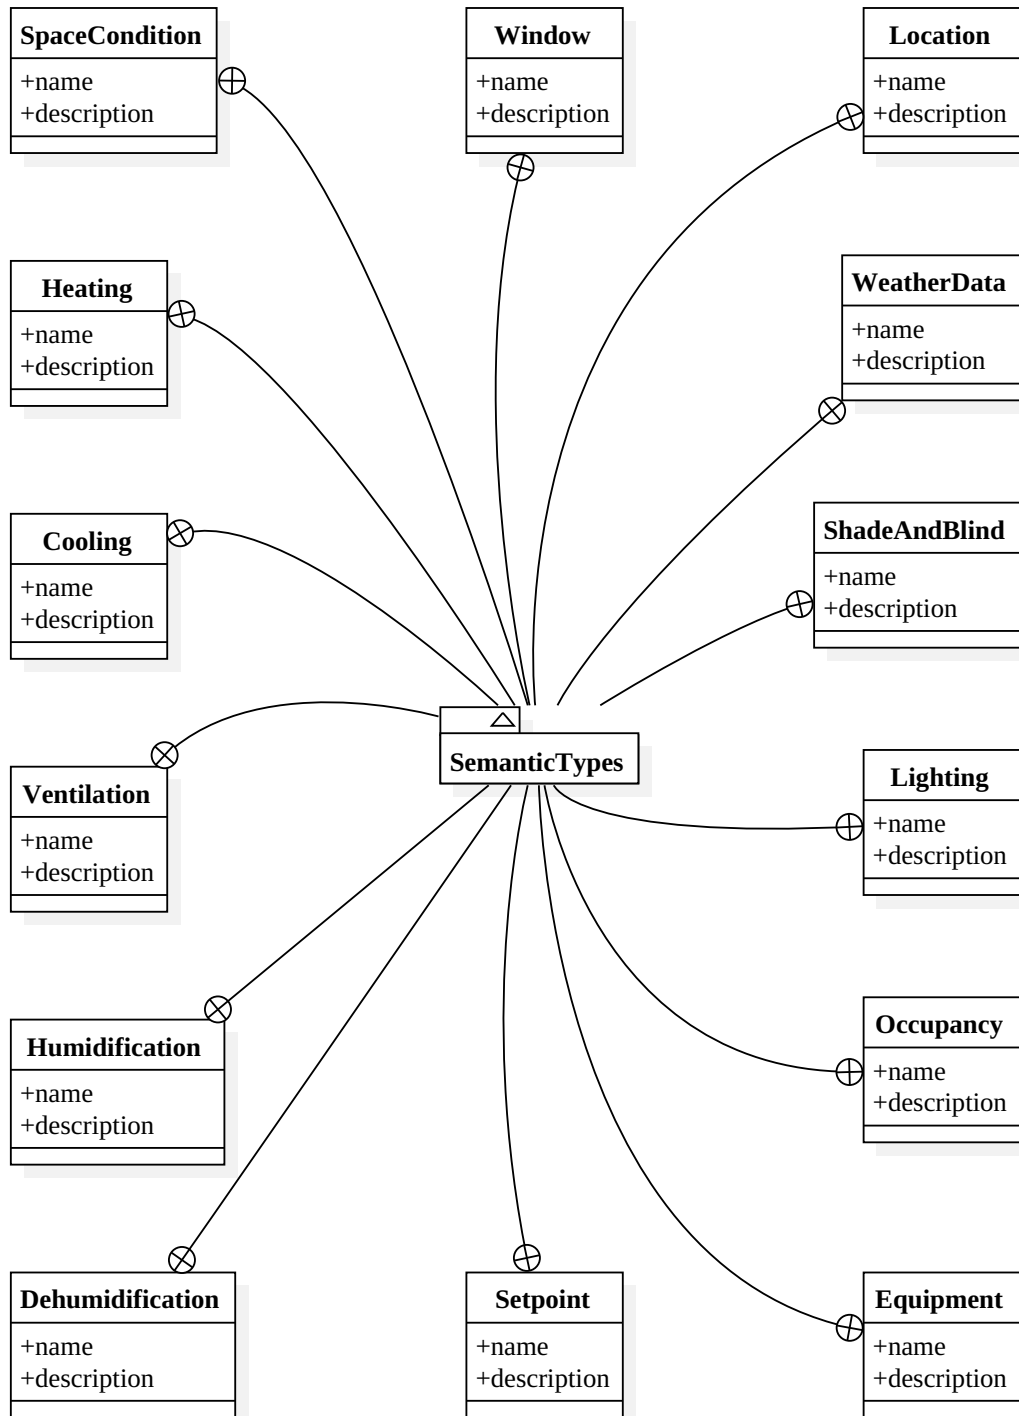 SpaceCondition
+name
+description
Window
+name
+description
Location
+name
+description
Heating
+name
+description
WeatherData
+name
+description
Cooling
+name
+description
ShadeAndBlind
+name
+description
SemanticTypes
Ventilation
+name
+description
Lighting
+name
+description
Humidification
+name
+description
Occupancy
+name
+description
Dehumidification
+name
+description
Setpoint
+name
+description
Equipment
+name
+description